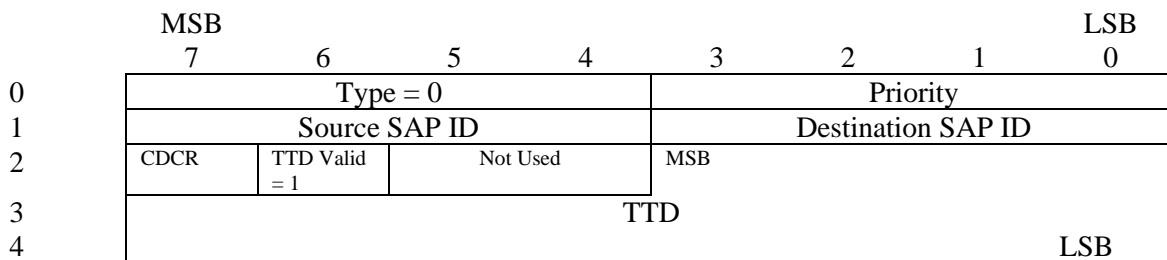 MSB LSB
7 6 5 4 3 2 1 0
0 Type = 0 Priority
1 Source SAP ID Destination SAP ID
2 CDCR TTD Valid Not Used MSB
= 1
3 TTD
4 LSB